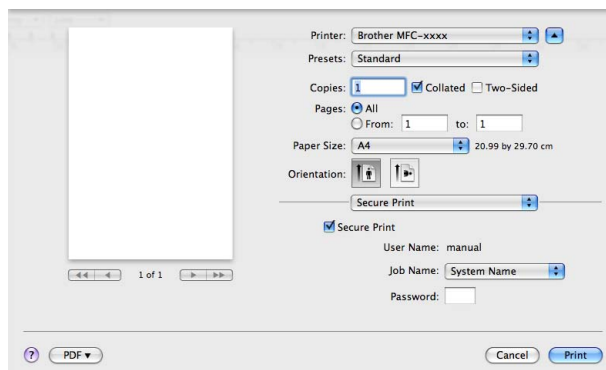 Printer: Brother MFC-xxxx
Presets: Standard
Copies: 1 Collated Two-Sided
Pages: All
From: 1 to: 1
Paper Size: A4 20.99 by 29.70 cm
Orientation:
Secure Print
Secure Print
User Name: manual
Job Name: System Name
Password:
1 of 1
? PDF Cancel Print